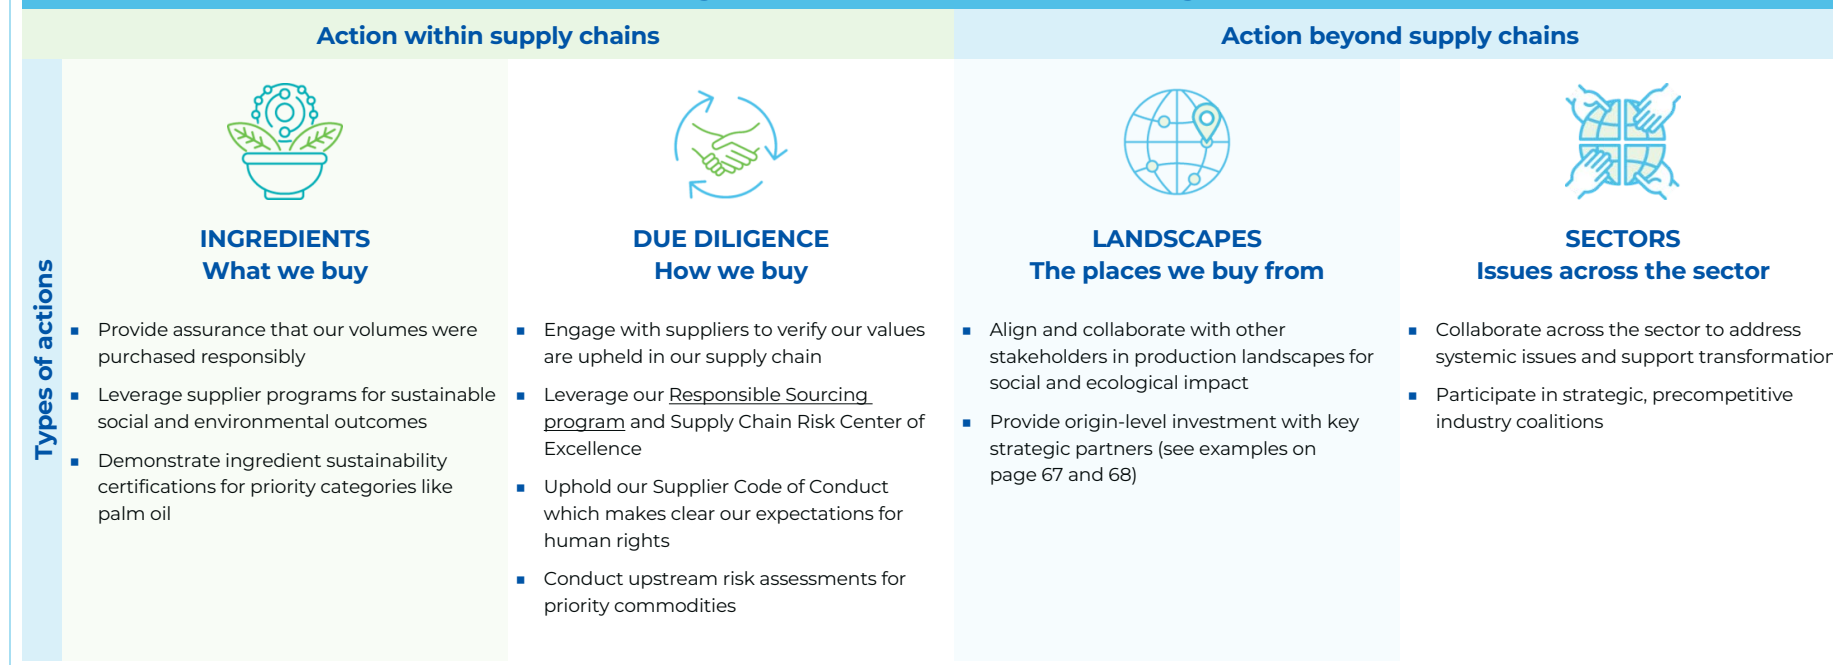 Action within supply chains
Action beyond supply chains
Types of actions
INGREDIENTS
What we buy
▪ Provide assurance that our volumes were
purchased responsibly
▪ Leverage supplier programs for sustainable
social and environmental outcomes
▪ Demonstrate ingredient sustainability
certifications for priority categories like
palm oil
DUE DILIGENCE
How we buy
▪ Engage with suppliers to verify our values
are upheld in our supply chain
▪ Leverage our Responsible Sourcing
program and Supply Chain Risk Center of
Excellence
▪ Uphold our Supplier Code of Conduct
which makes clear our expectations for
human rights
▪ Conduct upstream risk assessments for
priority commodities
LANDSCAPES
The places we buy from
▪ Align and collaborate with other
stakeholders in production landscapes for
social and ecological impact
▪ Provide origin-level investment with key
strategic partners (see examples on
page 67 and 68)
SECTORS
Issues across the sector
▪ Collaborate across the sector to address
systemic issues and support transformation
▪ Participate in strategic, precompetitive
industry coalitions